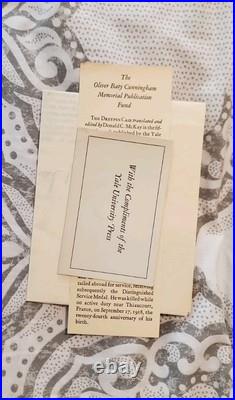 The
Oliver Baty Cunningham
Memorial Publication
Fund
THE DREYFUS CASE translated and
edited by Donald C. McKay is the fif-
published by the Yale
With the Compliments of the
Yale University Press
tailed abroad for service, receiving
subsequently the Distinguished
Service Medal. He was killed while
on active duty near Thiaucourt,
France, on September 17, 1918, the
twenty-fourth anniversary of his
birth.
witherell77